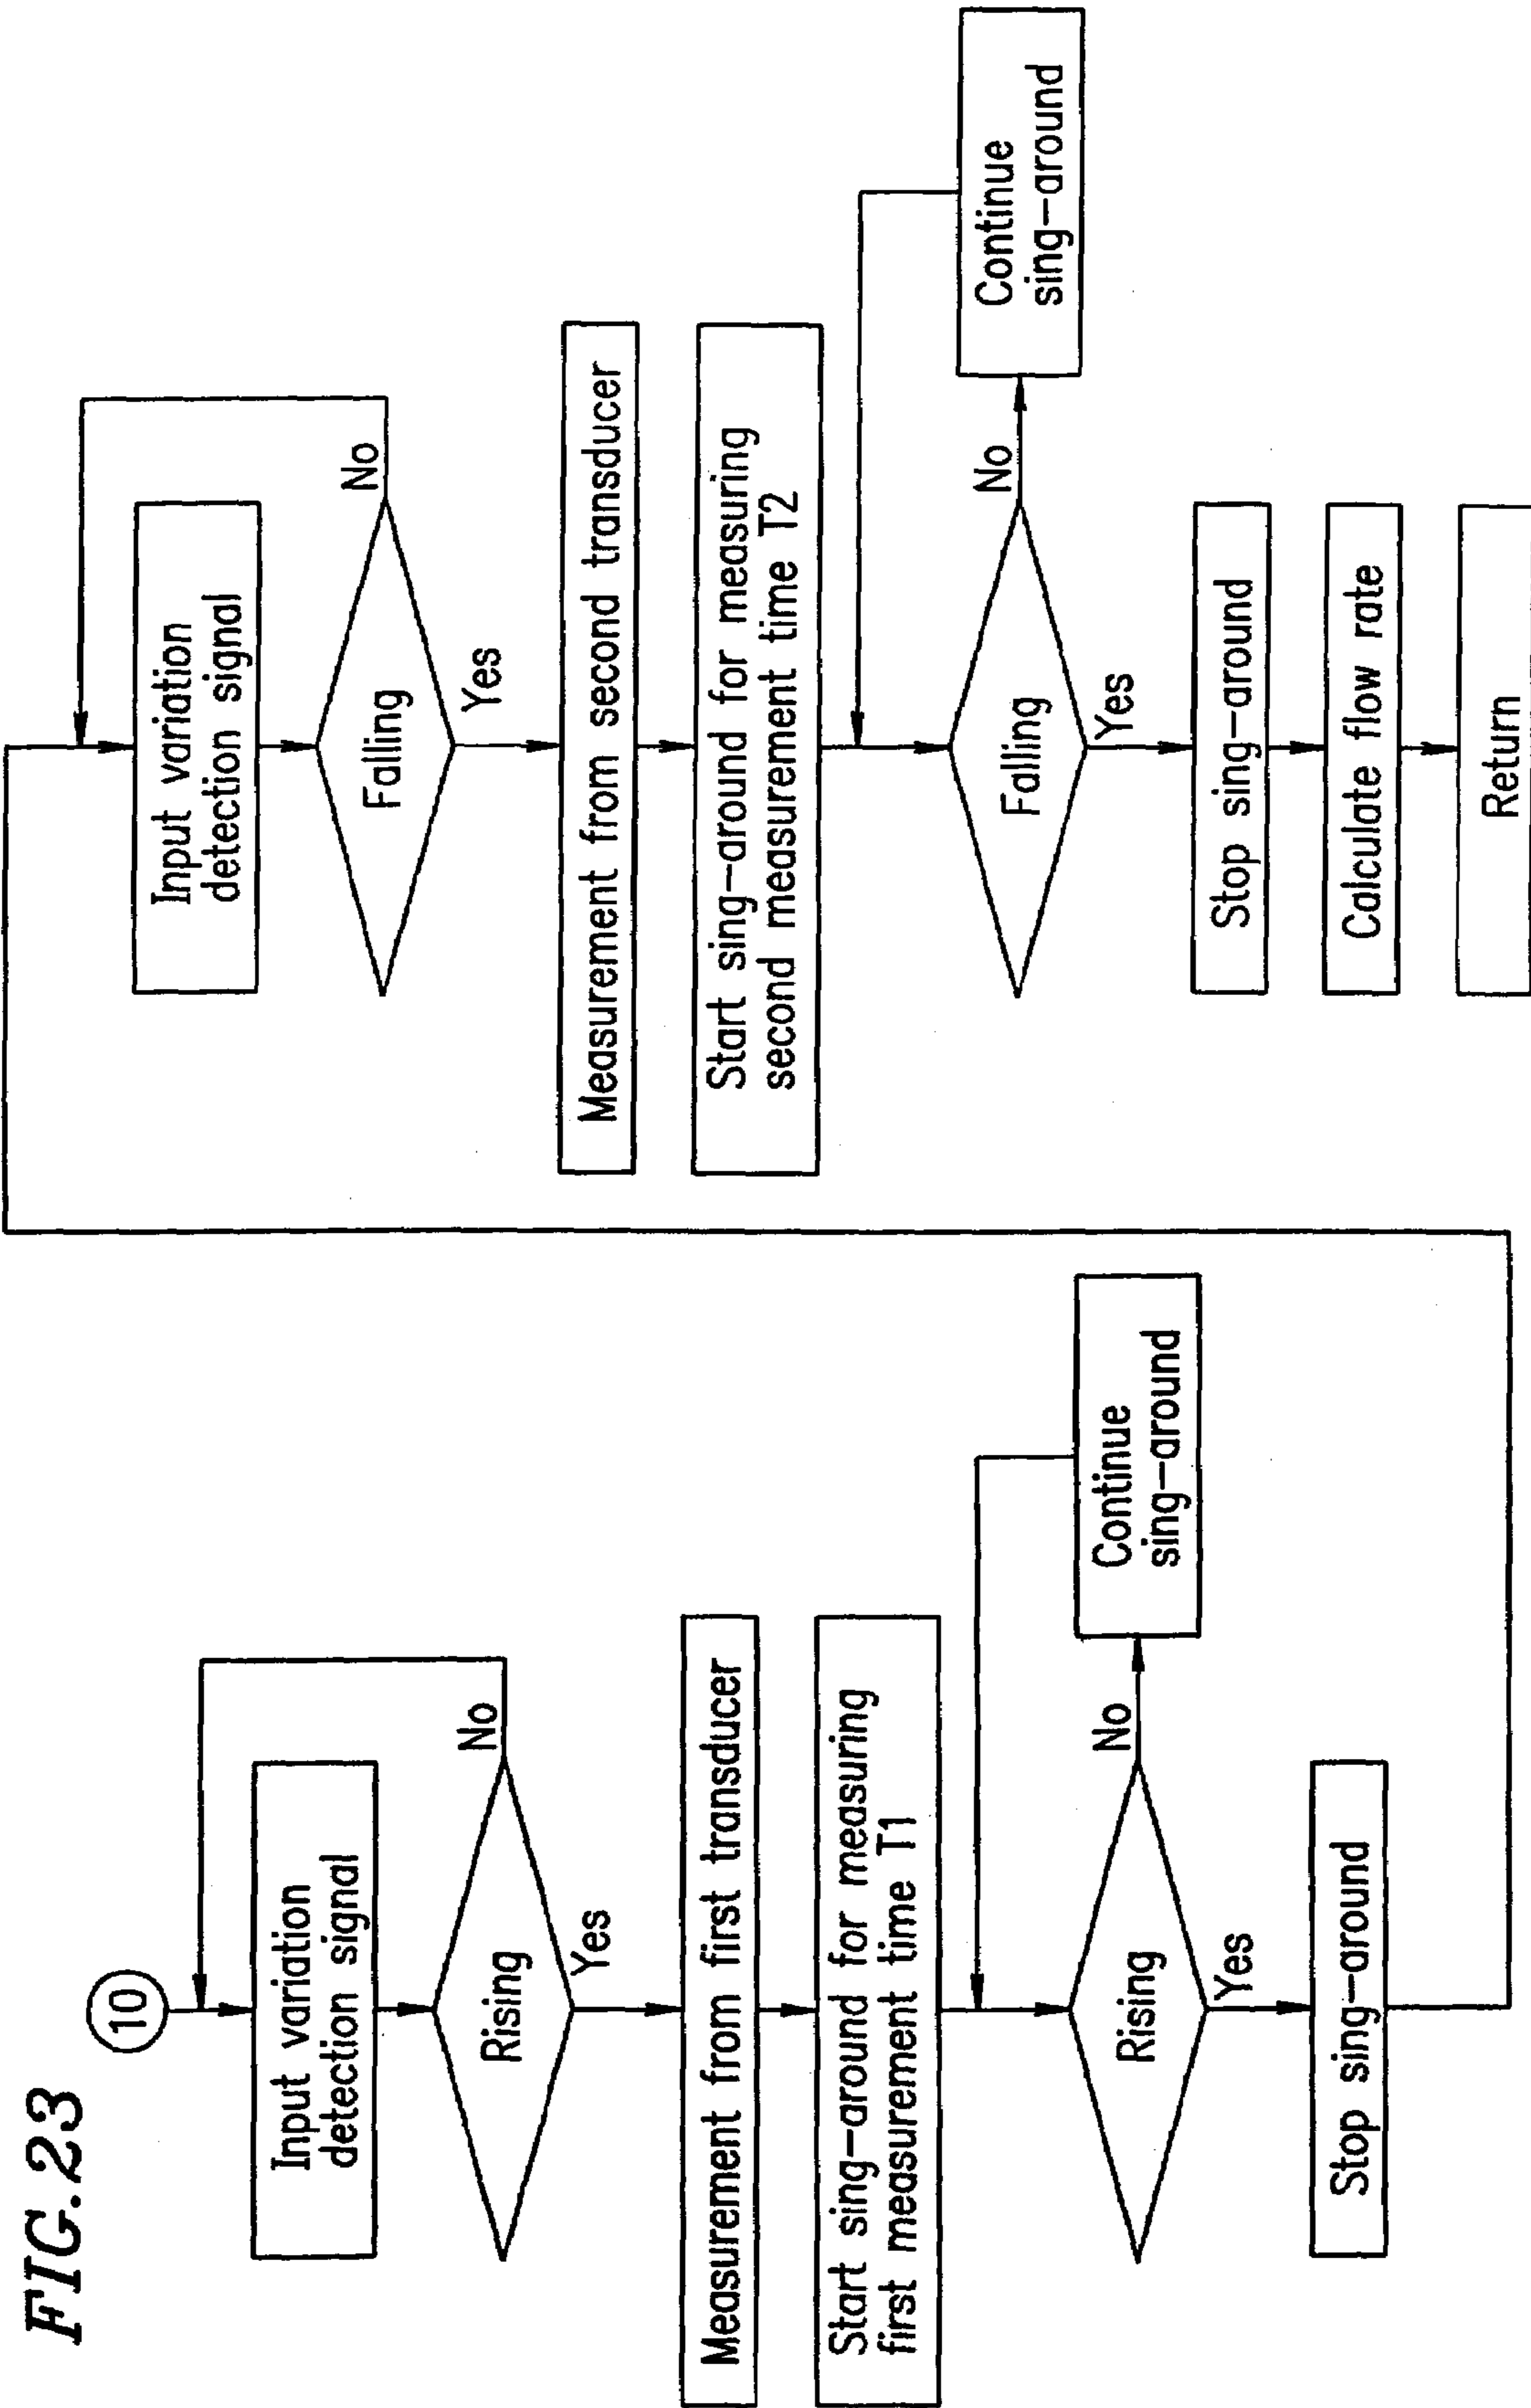 FIG.23
10
Input variation
detection signal
Rising
No
Yes
Measurement from first transducer
Start sing-around for measuring
first measurement time T1
Rising
No
Continue
sing-around
Yes
Stop sing-around
Input variation
detection signal
Falling
No
Yes
Measurement from second transducer
Start sing-around for measuring
second measurement time T2
Falling
No
Continue
sing-around
Yes
Stop sing-around
Calculate flow rate
Return